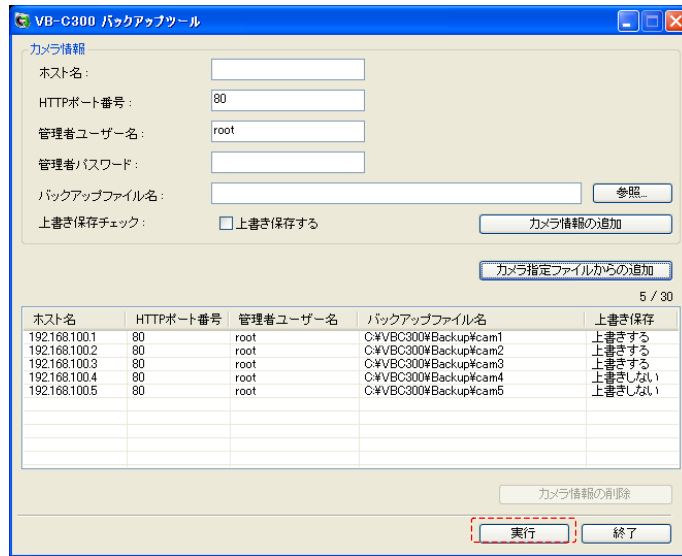 VB-C300 バックアップツール
カメラ情報
ホスト名：
HTTPポート番号： 80
管理者ユーザー名： root
管理者パスワード：
バックアップファイル名： 参照...
上書き保存チェック： 上書き保存する カメラ情報の追加
カメラ指定ファイルからの追加
5 / 30
ホスト名 HTTPポート番号 管理者ユーザー名 バックアップファイル名 上書き保存
192.168.100.1 80 root C:¥VBC300¥Backup¥cam1 上書きする
192.168.100.2 80 root C:¥VBC300¥Backup¥cam2 上書きする
192.168.100.3 80 root C:¥VBC300¥Backup¥cam3 上書きする
192.168.100.4 80 root C:¥VBC300¥Backup¥cam4 上書きしない
192.168.100.5 80 root C:¥VBC300¥Backup¥cam5 上書きしない
カメラ情報の削除
実行 終了